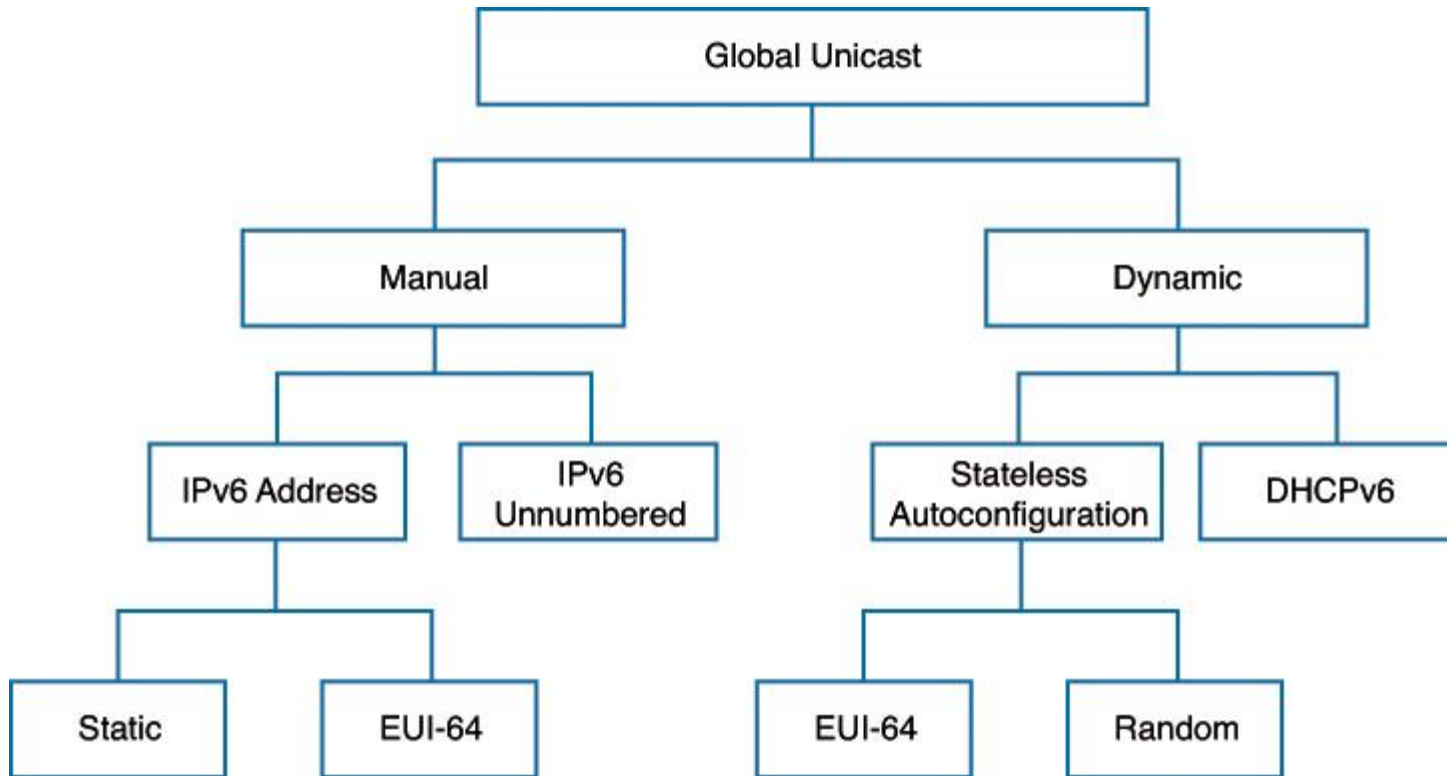 Global Unicast
Manual
Dynamic
IPv6 Address
IPv6
Unnumbered
Stateless
Autoconfiguration
DHCPv6
Static
EUI-64
EUI-64
Random